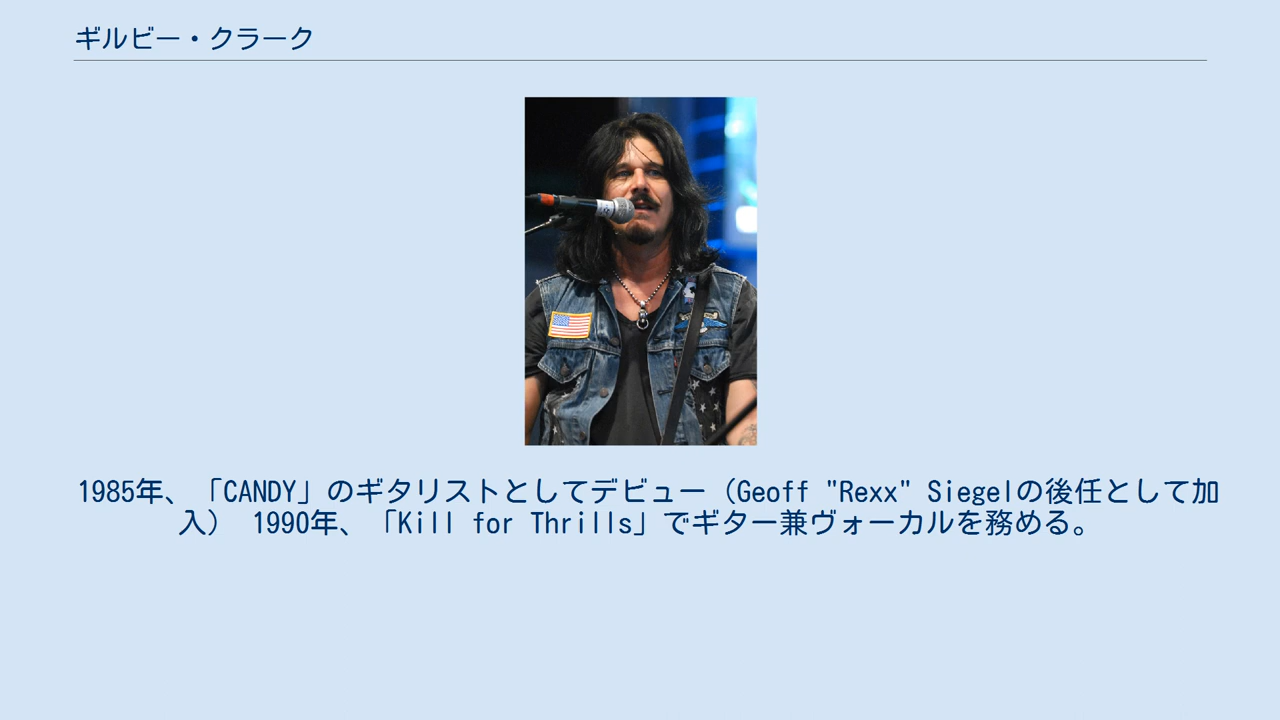 ギルビー・クラーク
1985年、「CANDY」のギタリストとしてデビュー（Geoff "Rexx" Siegelの後任として加
入） 1990年、「Kill for Thrills」でギター兼ヴォーカルを務める。